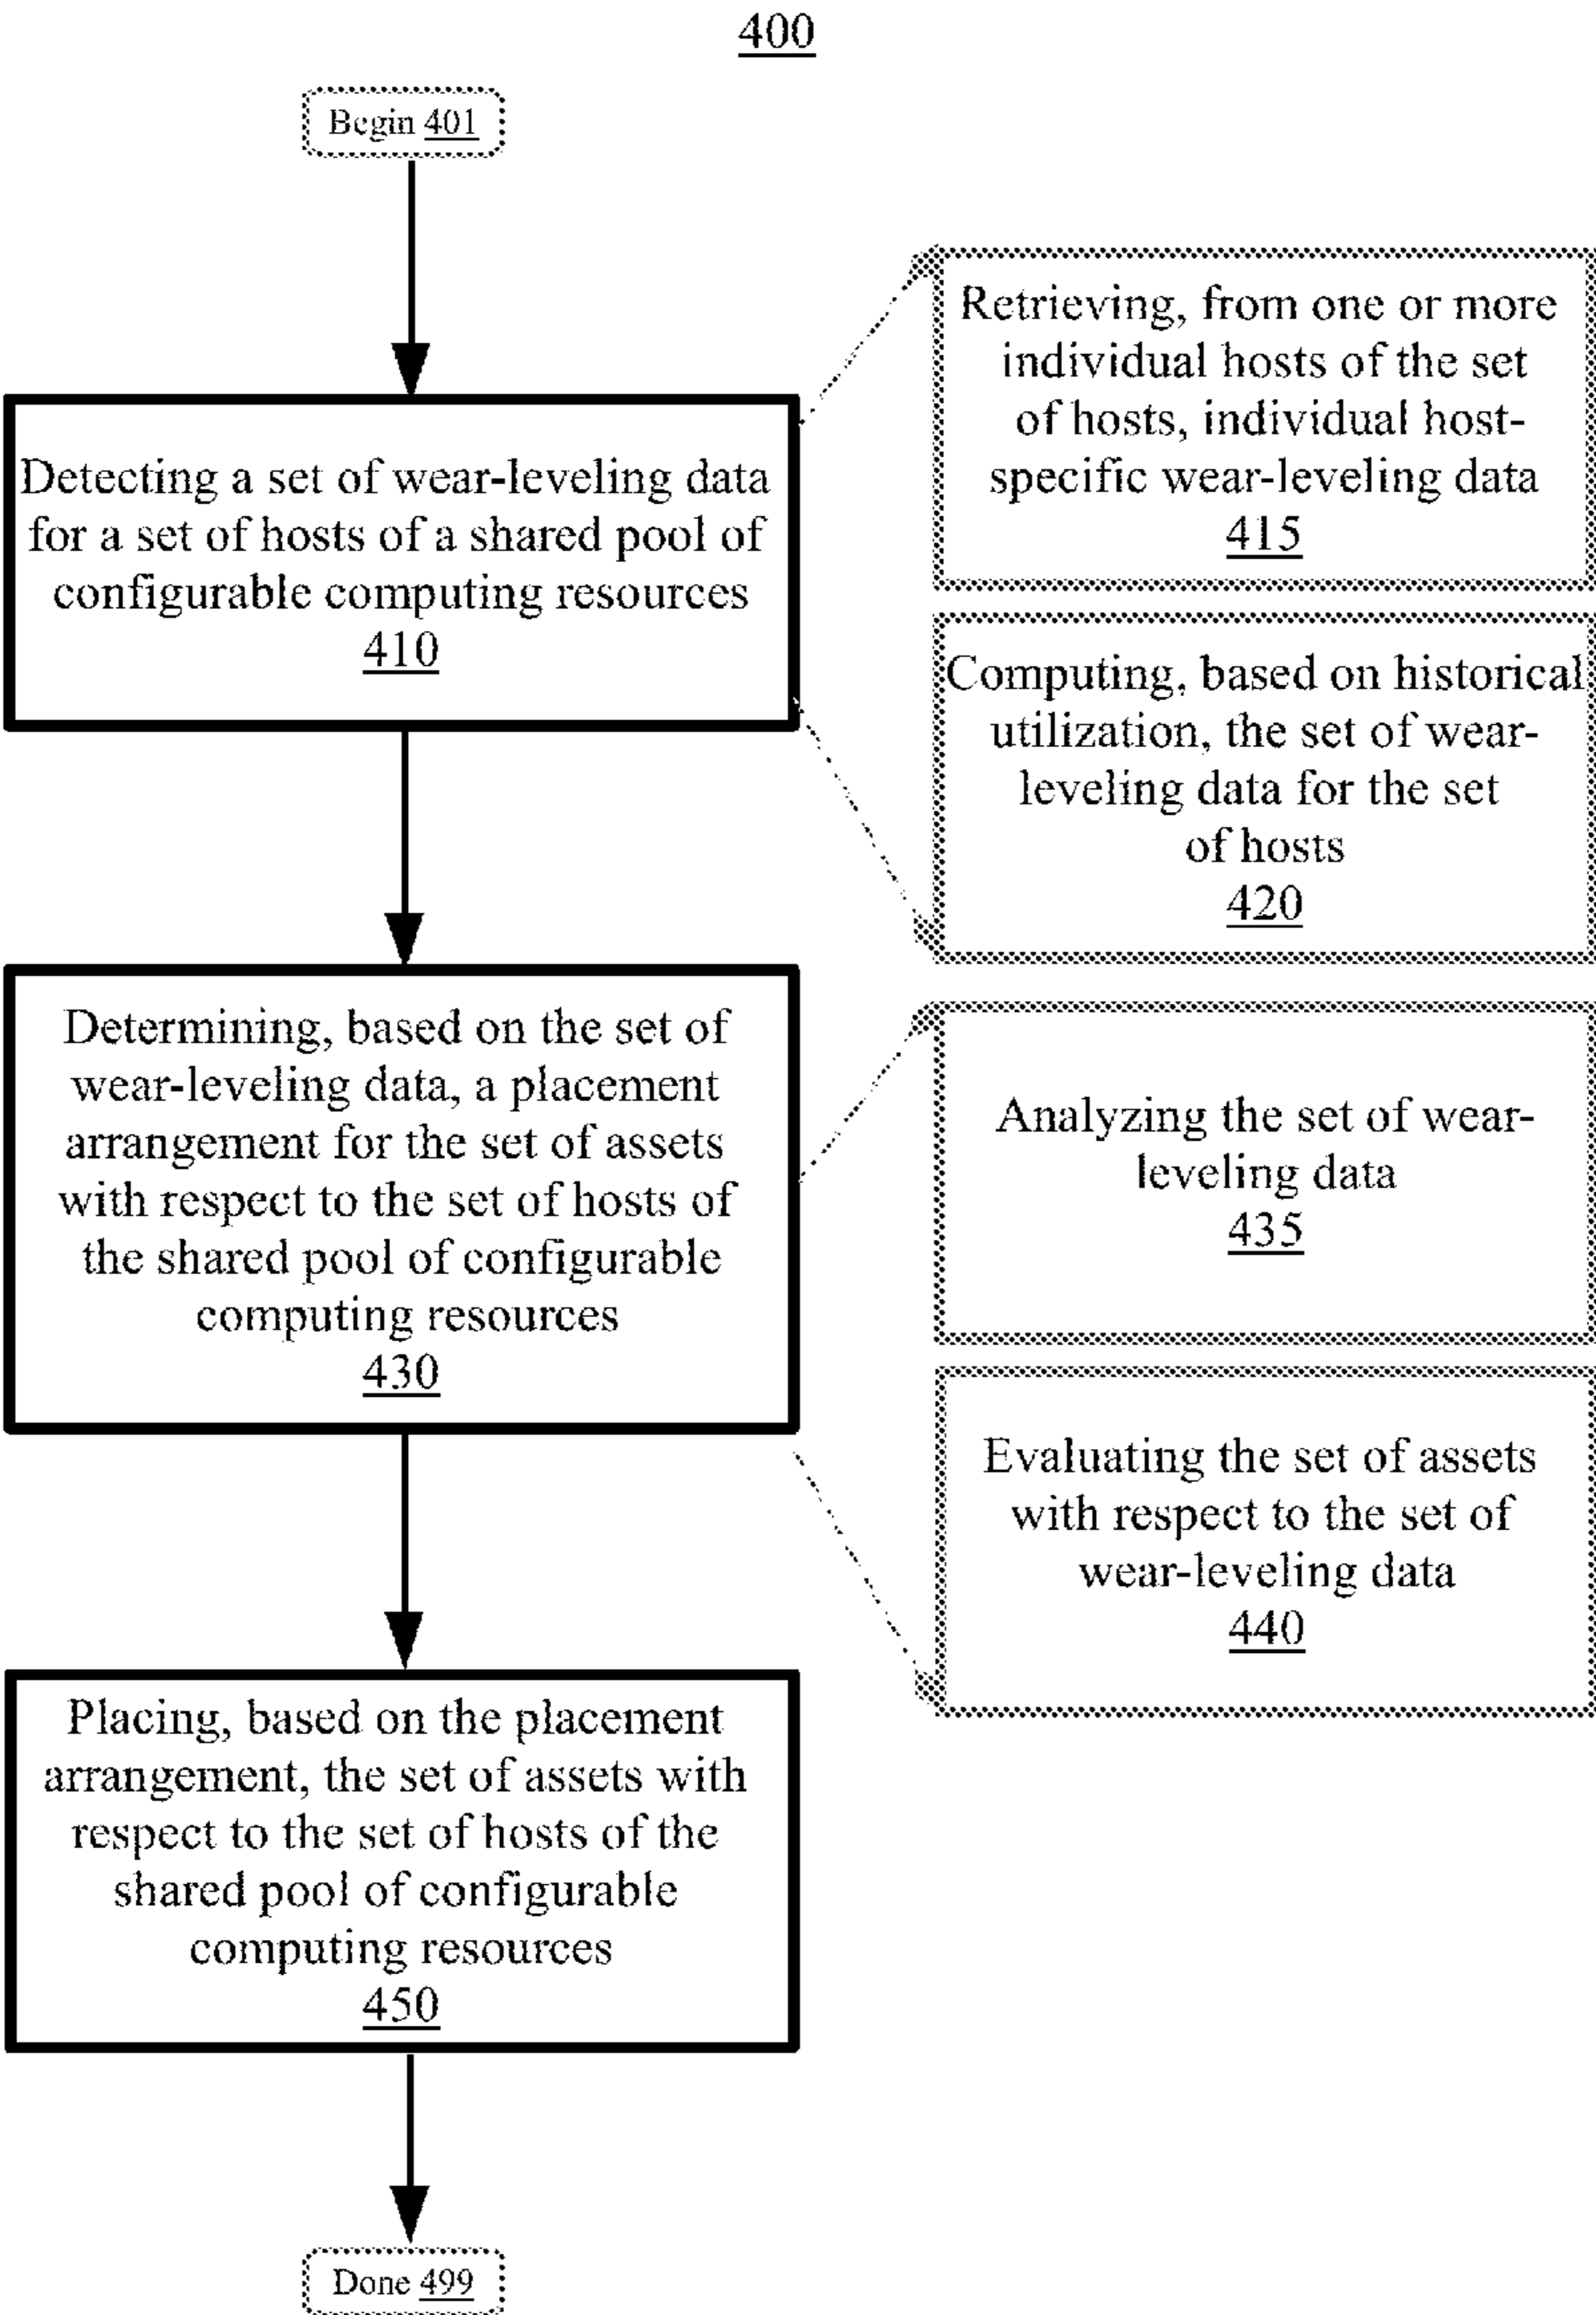 400
Begin 401
Detecting a set of wear-leveling data
for a set of hosts of a shared pool of
configurable computing resources
410
Retrieving, from one or more
individual hosts of the set
of hosts, individual host-
specific wear-leveling data
415
Computing, based on historical
utilization, the set of wear-
leveling data for the set
of hosts
420
Determining, based on the set of
wear-leveling data, a placement
arrangement for the set of assets
with respect to the set of hosts of
the shared pool of configurable
computing resources
430
Analyzing the set of wear-
leveling data
435
Evaluating the set of assets
with respect to the set of
wear-leveling data
440
Placing, based on the placement
arrangement, the set of assets with
respect to the set of hosts of the
shared pool of configurable
computing resources
450
Done 499